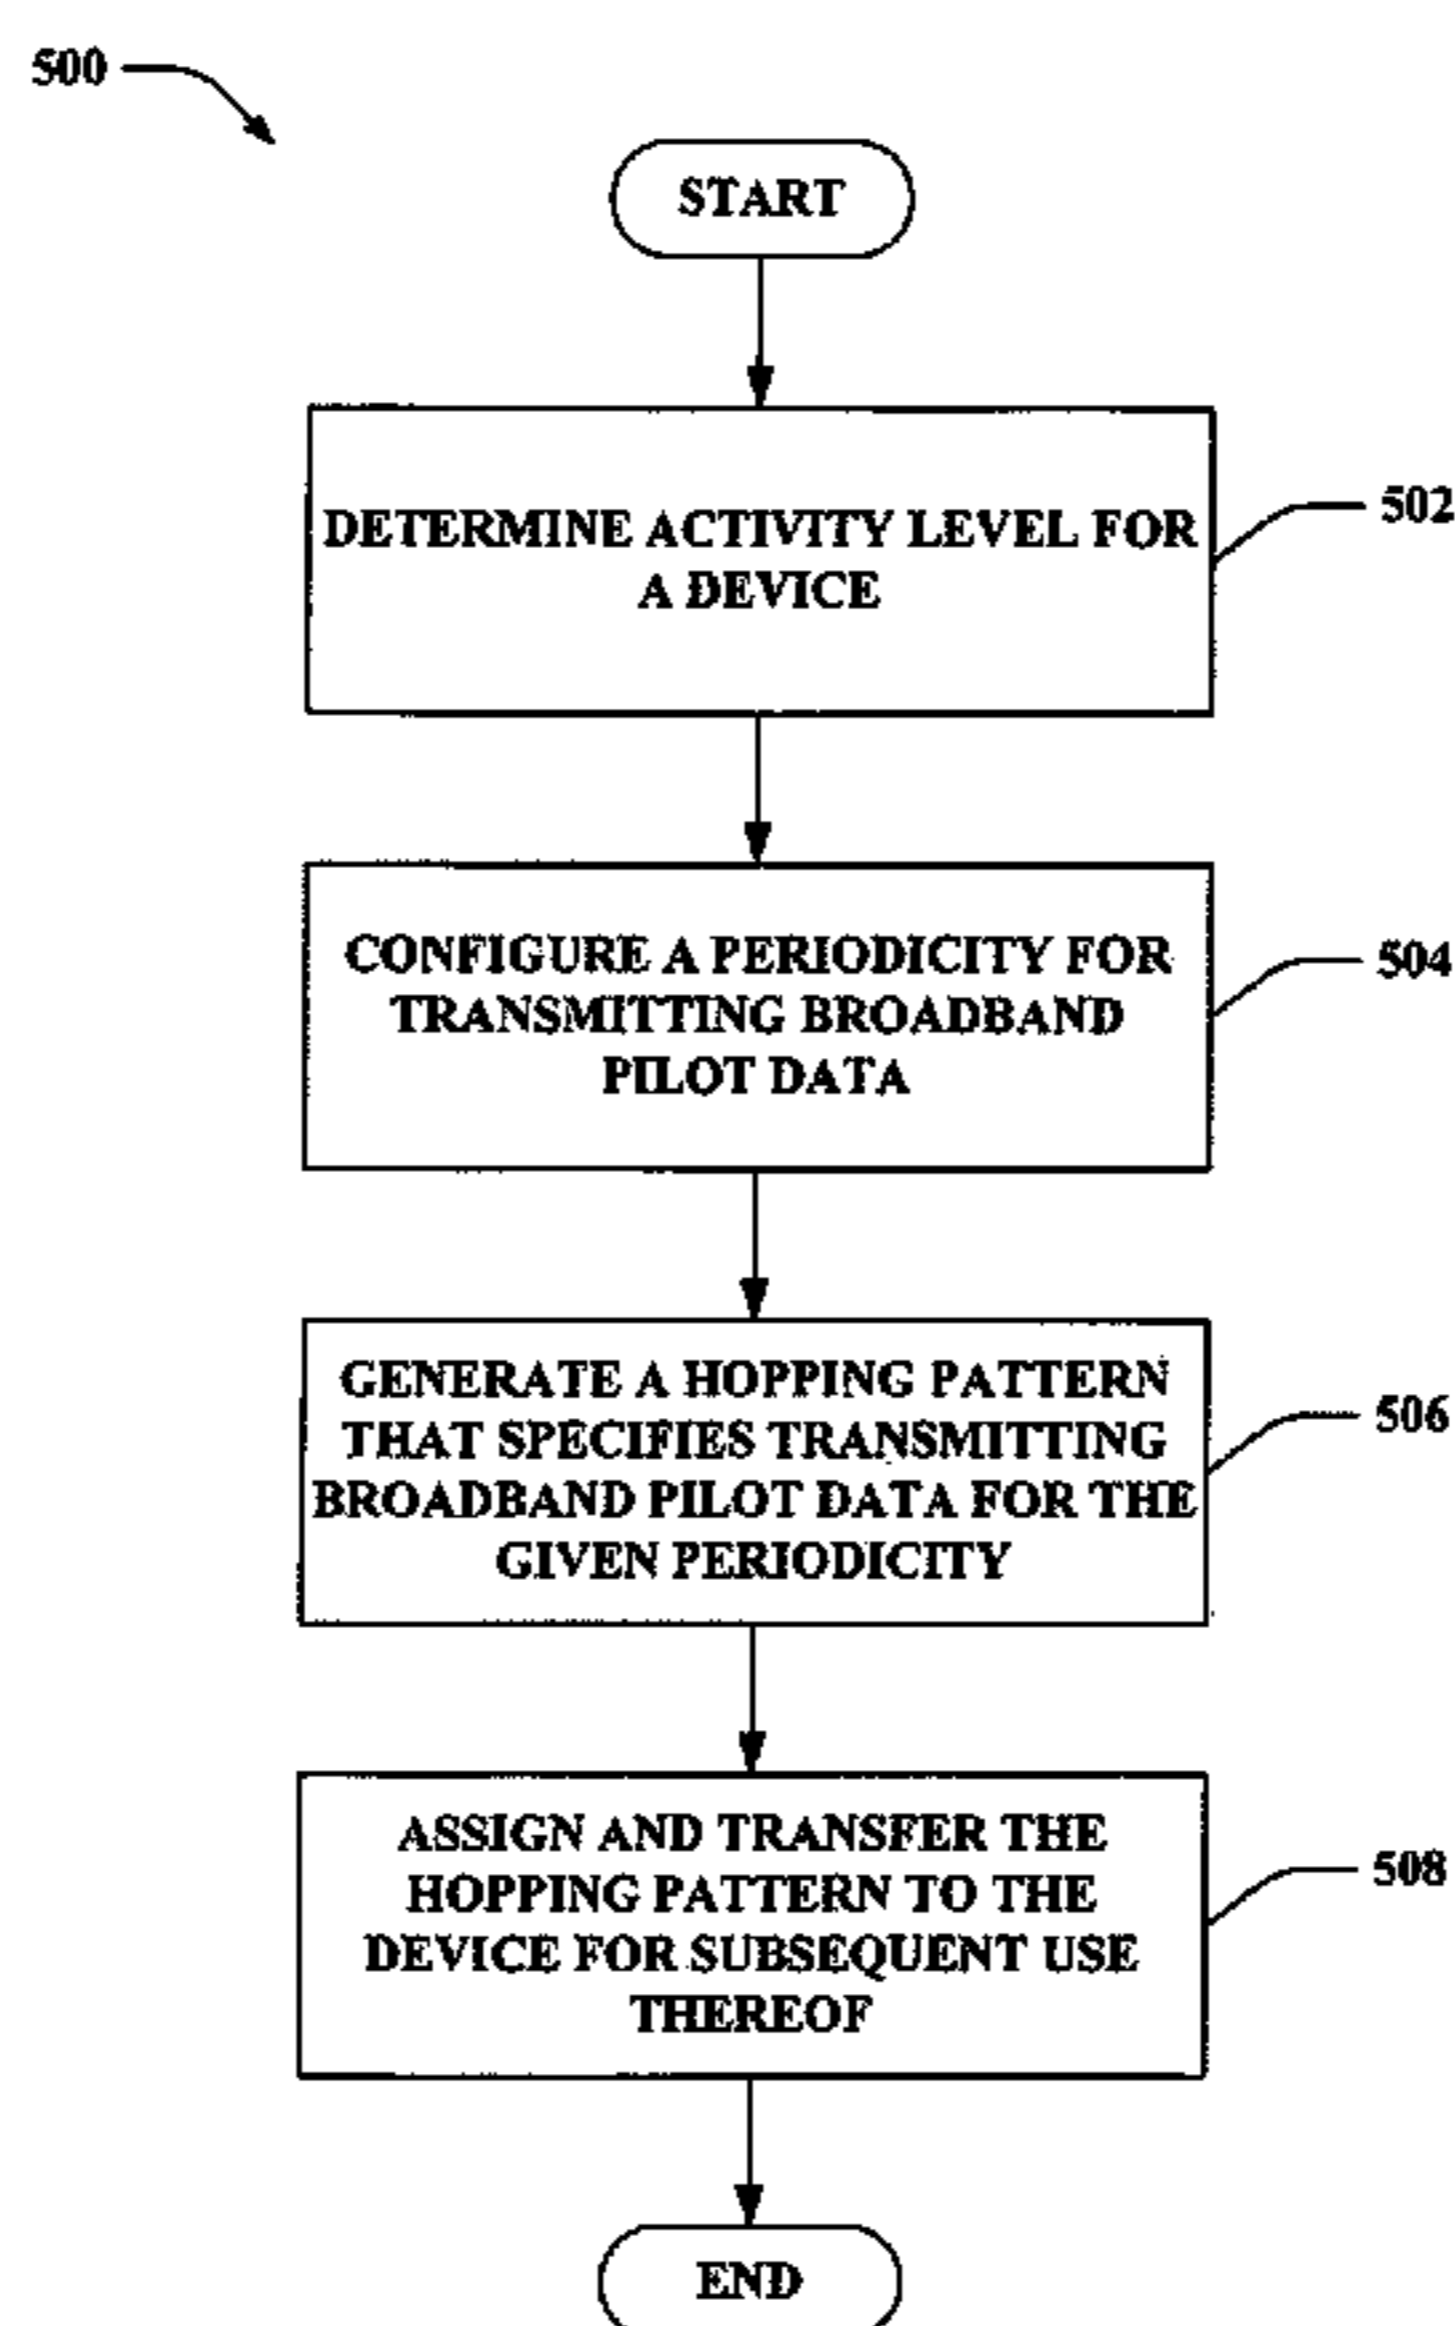 500
START
DETERMINE ACTIVITY LEVEL FOR
A DEVICE
502
CONFIGURE A PERIODICITY FOR
TRANSMITTING BROADBAND
PILOT DATA
504
GENERATE A HOPPING PATTERN
THAT SPECIFIES TRANSMITTING
BROADBAND PILOT DATA FOR THE
GIVEN PERIODICITY
506
ASSIGN AND TRANSFER THE
HOPPING PATTERN TO THE
DEVICE FOR SUBSEQUENT USE
THEREOF
508
END